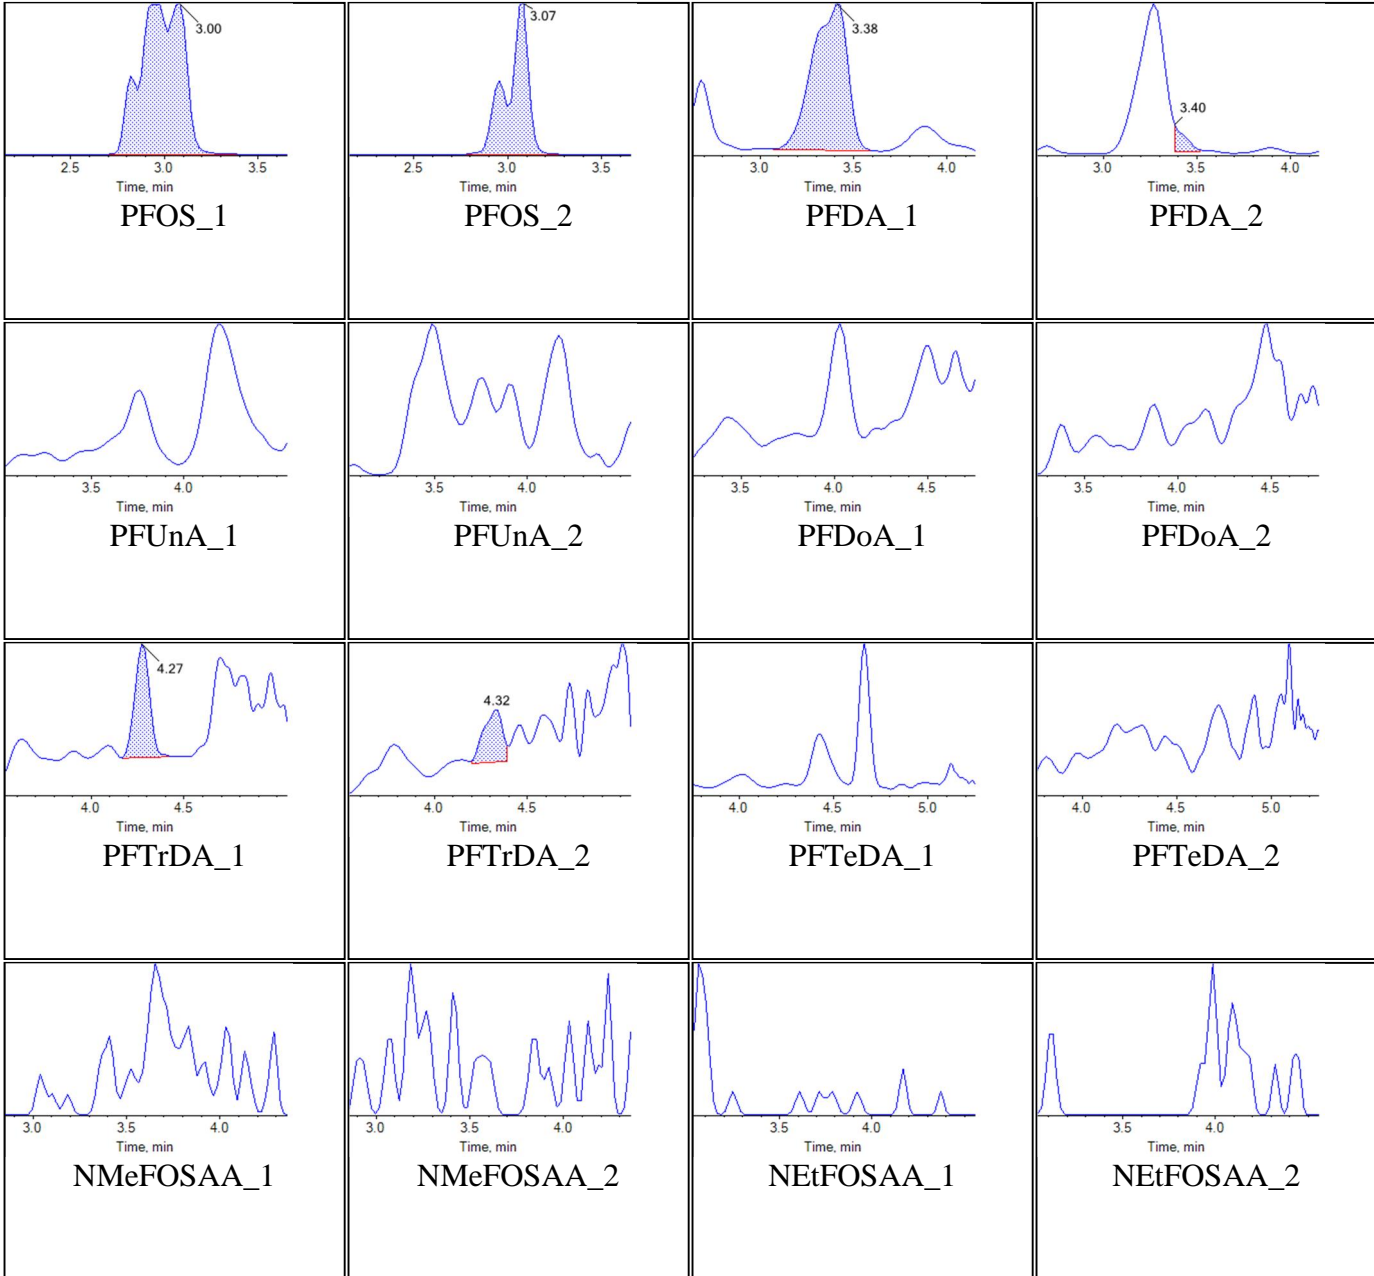 3.00
2.5 3.0 3.5
Time, min
PFOS_1
3.07
2.5 3.0 3.5
Time, min
PFOS_2
3.38
3.0 3.5 4.0
Time, min
PFDA_1
3.40
3.0 3.5 4.0
Time, min
PFDA_2
3.5 4.0
Time, min
PFUnA_1
3.5 4.0
Time, min
PFUnA_2
3.5 4.0 4.5
Time, min
PFDoA_1
3.5 4.0 4.5
Time, min
PFDoA_2
4.27
4.0 4.5
Time, min
PFTrDA_1
4.32
4.0 4.5
Time, min
PFTrDA_2
4.0 4.5 5.0
Time, min
PFTeDA_1
4.0 4.5 5.0
Time, min
PFTeDA_2
3.0 3.5 4.0
Time, min
NMeFOSAA_1
3.0 3.5 4.0
Time, min
NMeFOSAA_2
3.5 4.0
Time, min
NEtFOSAA_1
3.5 4.0
Time, min
NEtFOSAA_2